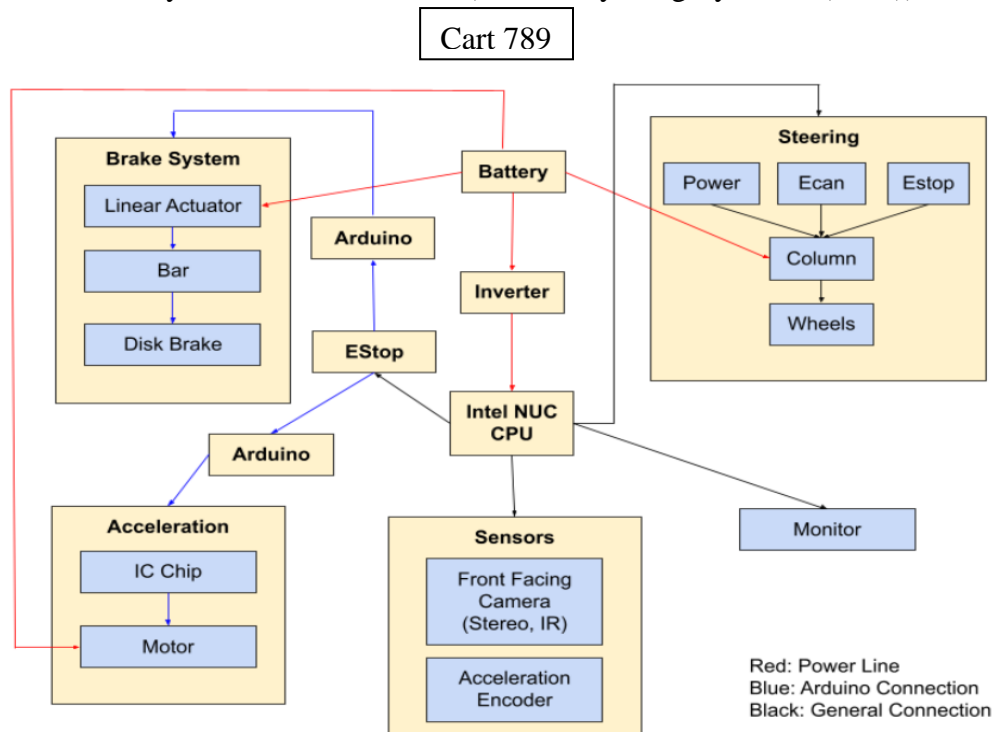 Cart 789
Brake System
Linear Actuator
Bar
Disk Brake
Battery
Arduino
Inverter
EStop
Intel NUC
CPU
Arduino
Steering
Power
Ecan
Estop
Column
Wheels
Acceleration
IC Chip
Motor
Sensors
Front Facing
Camera
(Stereo, IR)
Acceleration
Encoder
Monitor
Red: Power Line
Blue: Arduino Connection
Black: General Connection